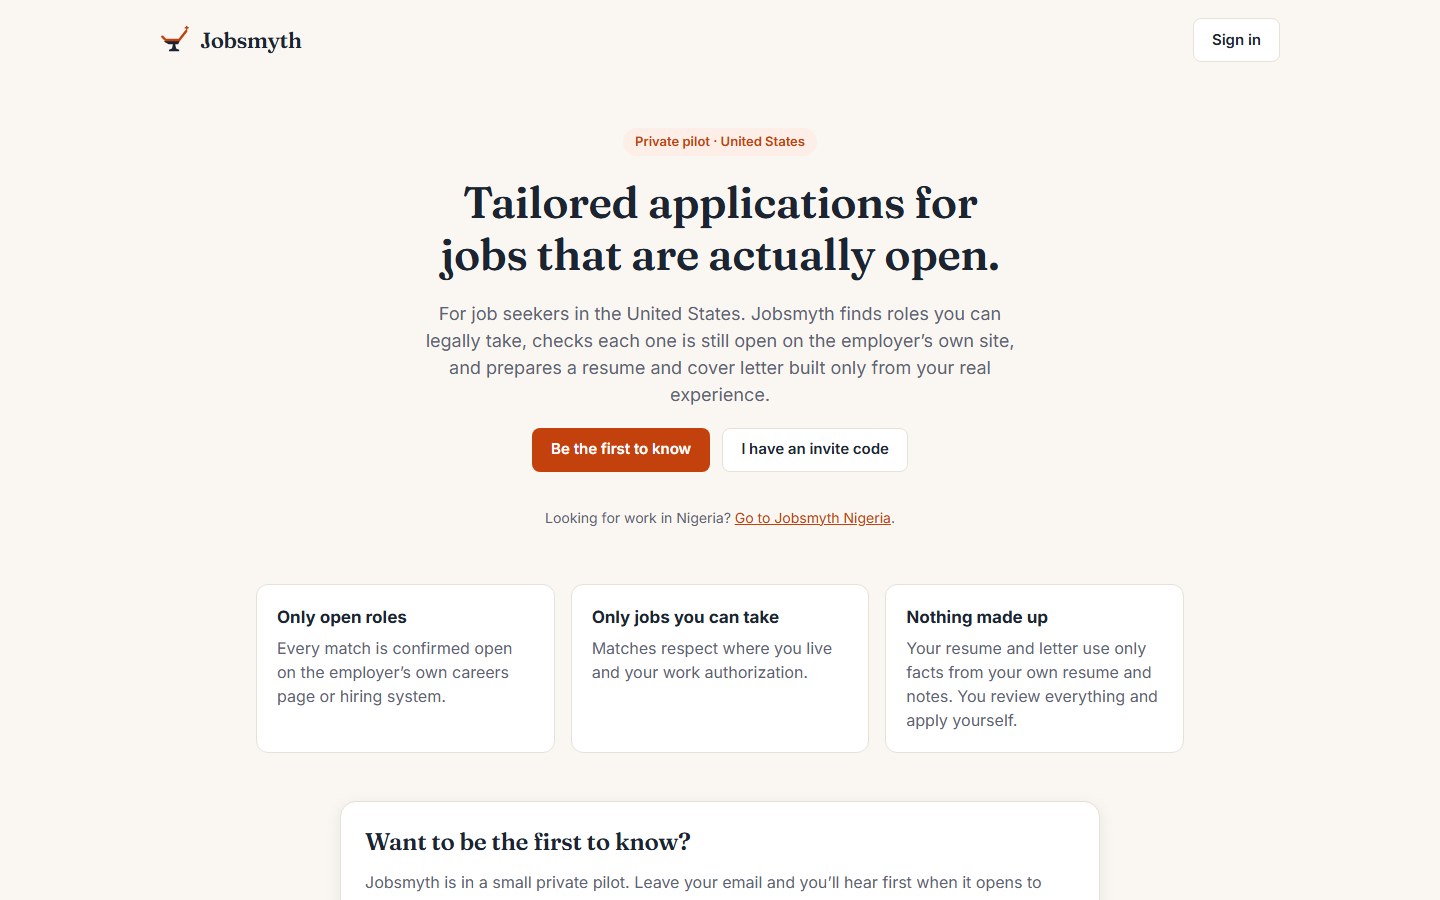 Jobsmyth
Sign in
Private pilot · United States
Tailored applications for
jobs that are actually open.
For job seekers in the United States. Jobsmyth finds roles you can
legally take, checks each one is still open on the employer’s own site,
and prepares a resume and cover letter built only from your real
experience.
Be the first to know
I have an invite code
Looking for work in Nigeria? Go to Jobsmyth Nigeria.
Only open roles
Every match is confirmed open
on the employer’s own careers
page or hiring system.
Only jobs you can take
Matches respect where you live
and your work authorization.
Nothing made up
Your resume and letter use only
facts from your own resume and
notes. You review everything and
apply yourself.
Want to be the first to know?
Jobsmyth is in a small private pilot. Leave your email and you’ll hear first when it opens to